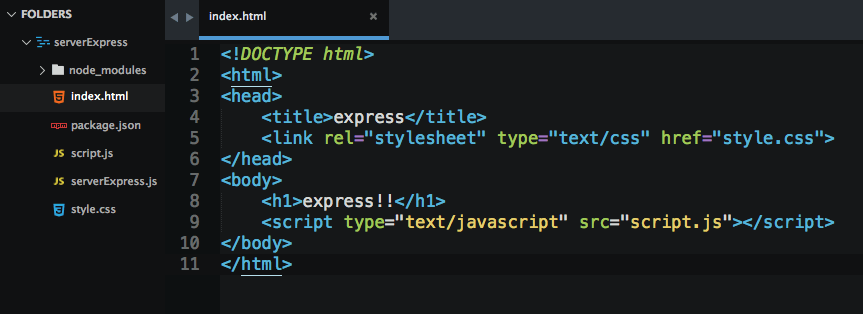 FOLDERS
serverExpress
node_modules
index.html
package.json
script.js
serverExpress.js
style.css
index.html ×
1 <!DOCTYPE html>
2 <html>
3 <head>
4     <title>express</title>
5     <link rel="stylesheet" type="text/css" href="style.css">
6 </head>
7 <body>
8     <h1>express!!</h1>
9     <script type="text/javascript" src="script.js"></script>
10 </body>
11 </html>